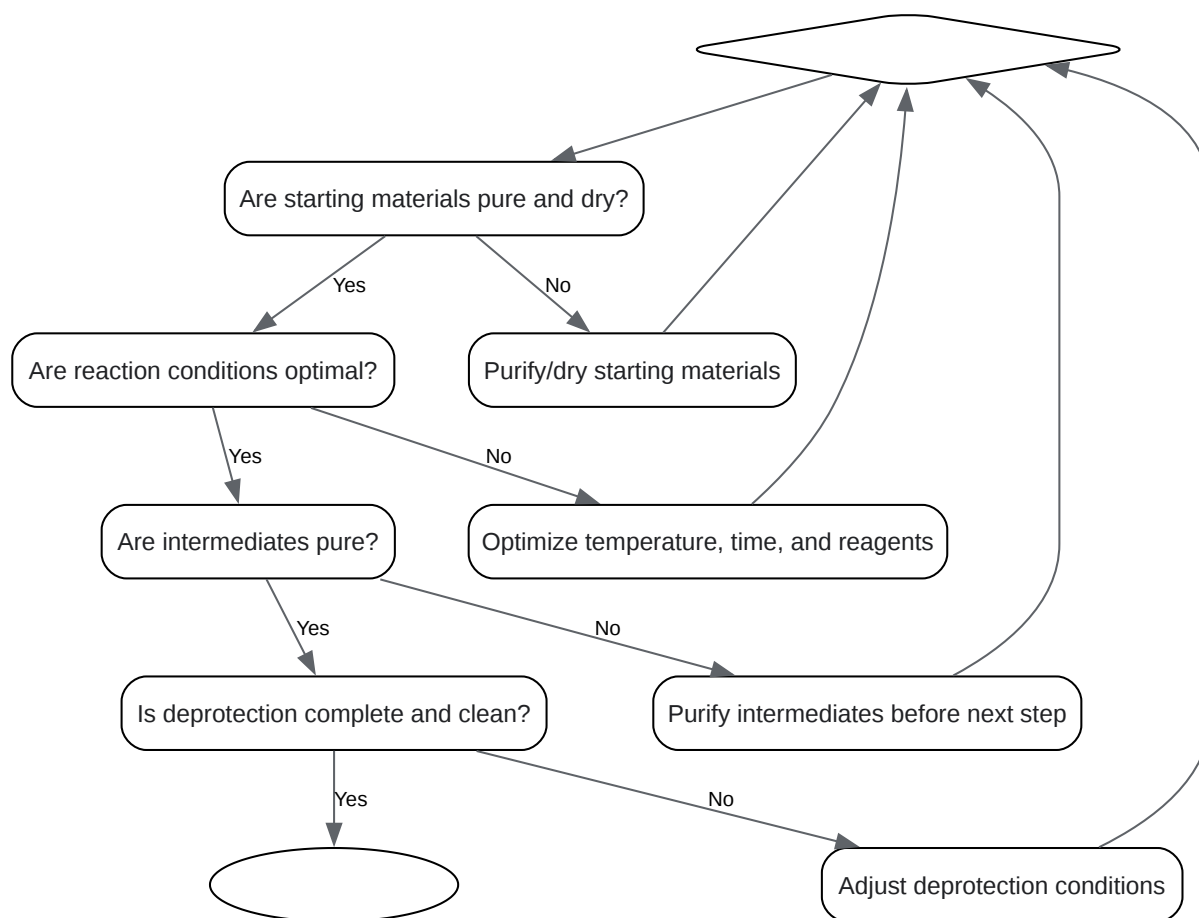 Are starting materials pure and dry?
Yes
No
Are reaction conditions optimal?
Purify/dry starting materials
Yes
No
Are intermediates pure?
Optimize temperature, time, and reagents
Yes
No
Is deprotection complete and clean?
Purify intermediates before next step
Yes
No
Adjust deprotection conditions